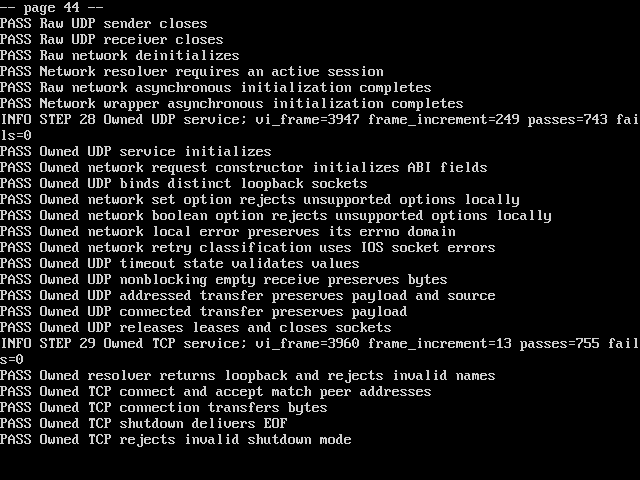 -- page 44 --
PASS Raw UDP sender closes
PASS Raw UDP receiver closes
PASS Raw network deinitializes
PASS Network resolver requires an active session
PASS Raw network asynchronous initialization completes
PASS Network wrapper asynchronous initialization completes
INFO STEP 28 Owned UDP service; vi_frame=3947 frame_increment=249 passes=743 fai
ls=0
PASS Owned UDP service initializes
PASS Owned network request constructor initializes ABI fields
PASS Owned UDP binds distinct loopback sockets
PASS Owned network set option rejects unsupported options locally
PASS Owned network boolean option rejects unsupported options locally
PASS Owned network local error preserves its errno domain
PASS Owned network retry classification uses IOS socket errors
PASS Owned UDP timeout state validates values
PASS Owned UDP nonblocking empty receive preserves bytes
PASS Owned UDP addressed transfer preserves payload and source
PASS Owned UDP connected transfer preserves payload
PASS Owned UDP releases leases and closes sockets
INFO STEP 29 Owned TCP service; vi_frame=3960 frame_increment=13 passes=755 fail
s=0
PASS Owned resolver returns loopback and rejects invalid names
PASS Owned TCP connect and accept match peer addresses
PASS Owned TCP connection transfers bytes
PASS Owned TCP shutdown delivers EOF
PASS Owned TCP rejects invalid shutdown mode